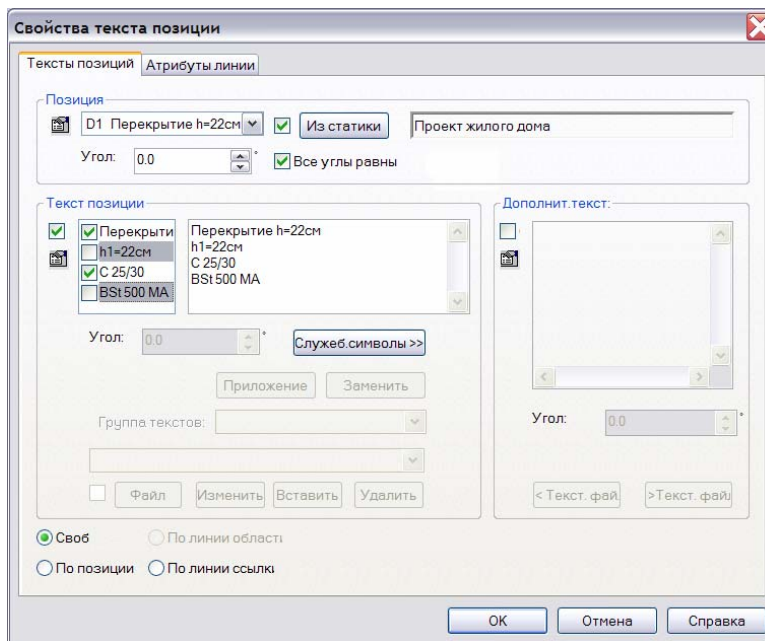 Свойства текста позиции
Тексты позиций
Атрибуты линии
Позиция
D1 Перекрытие h=22см
Из статики
Проект жилого дома
Угол: 0.0 °
Все углы равны
Текст позиции
Перекрыти
h1=22см
C 25/30
BSt 500 MA
Перекрытие h=22см
h1=22см
C 25/30
BSt 500 MA
Угол: 0.0 °
Служеб.символы >>
Приложение
Заменить
Группа текстов:
Файл
Изменить
Вставить
Удалить
Дополнит.текст:
Угол: 0.0 °
< Текст. фай
>Текст. фай
Своб
По линии област
По позиции
По линии ссылк
OK
Отмена
Справка